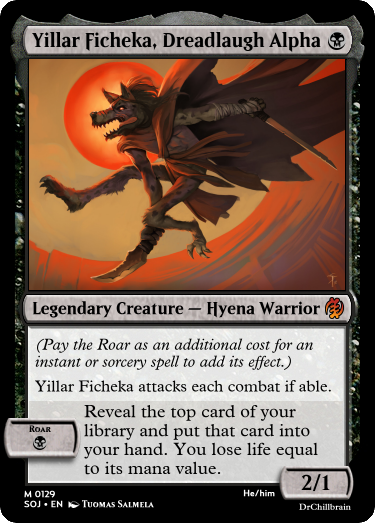 Yillar Ficheka, Dreadlaugh Alpha
Legendary Creature — Hyena Warrior
(Pay the Roar as an additional cost for an
instant or sorcery spell to add its effect.)
Yillar Ficheka attacks each combat if able.
Roar
Reveal the top card of your
library and put that card into
your hand. You lose life equal
to its mana value.
2/1
M 0129
He/him
SOJ • EN Tuomas Salmela
DrChillbrain